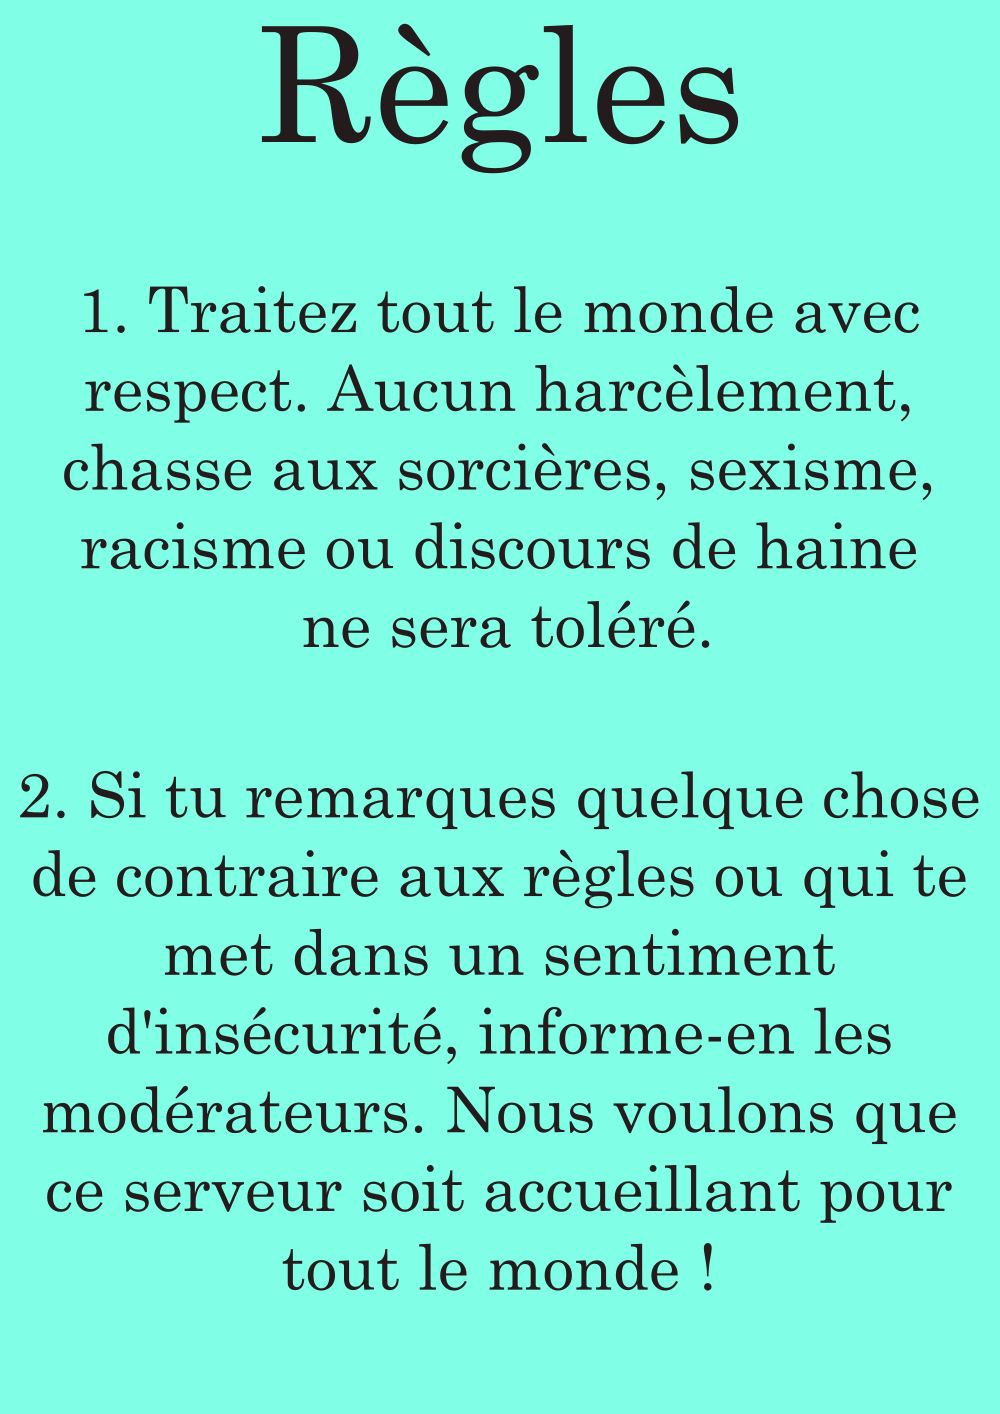 Règles
1. Traitez tout le monde avec
respect. Aucun harcèlement,
chasse aux sorcières, sexisme,
racisme ou discours de haine
ne sera toléré.
2. Si tu remarques quelque chose
de contraire aux règles ou qui te
met dans un sentiment
d'insécurité, informe-en les
modérateurs. Nous voulons que
ce serveur soit accueillant pour
tout le monde !